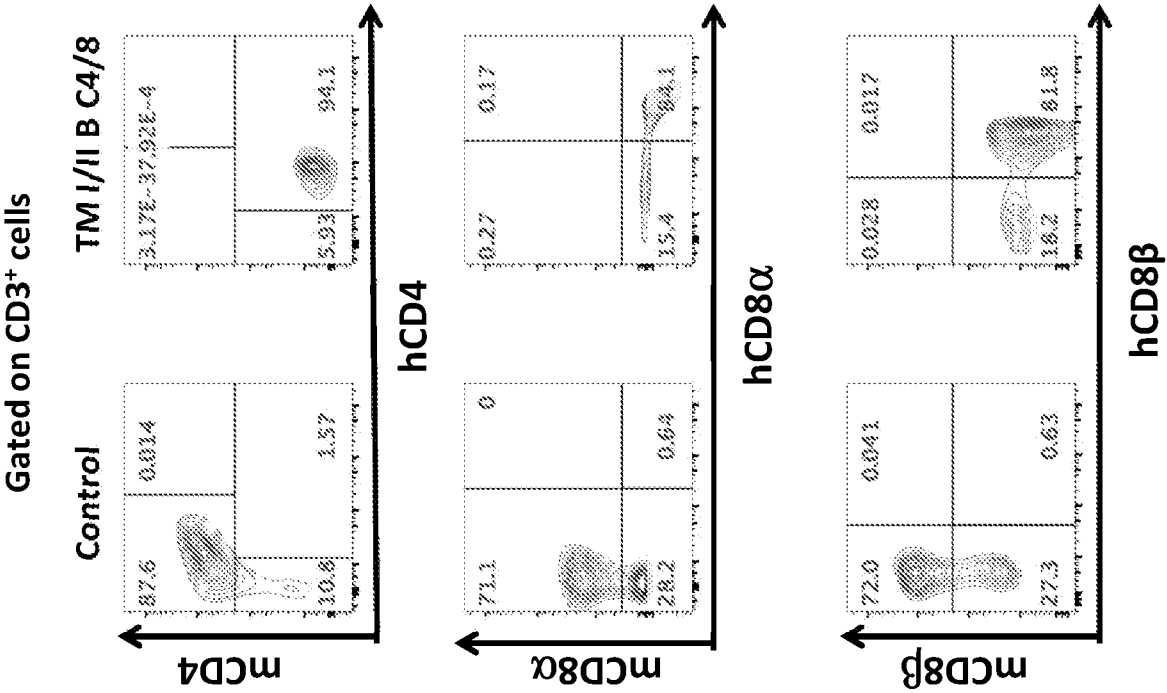 Gated on CD3⁺ cells
Control
TM I/II B C4/8
mCD4
87.6
0.014
10.8
1.57
3.17E-37.92E-4
5.93
94.1
hCD4
mCD8α
71.1
0
28.2
0.64
0.27
0.17
15.4
84.1
hCD8α
mCD8β
72.0
0.041
27.3
0.63
0.028
0.017
18.2
81.8
hCD8β